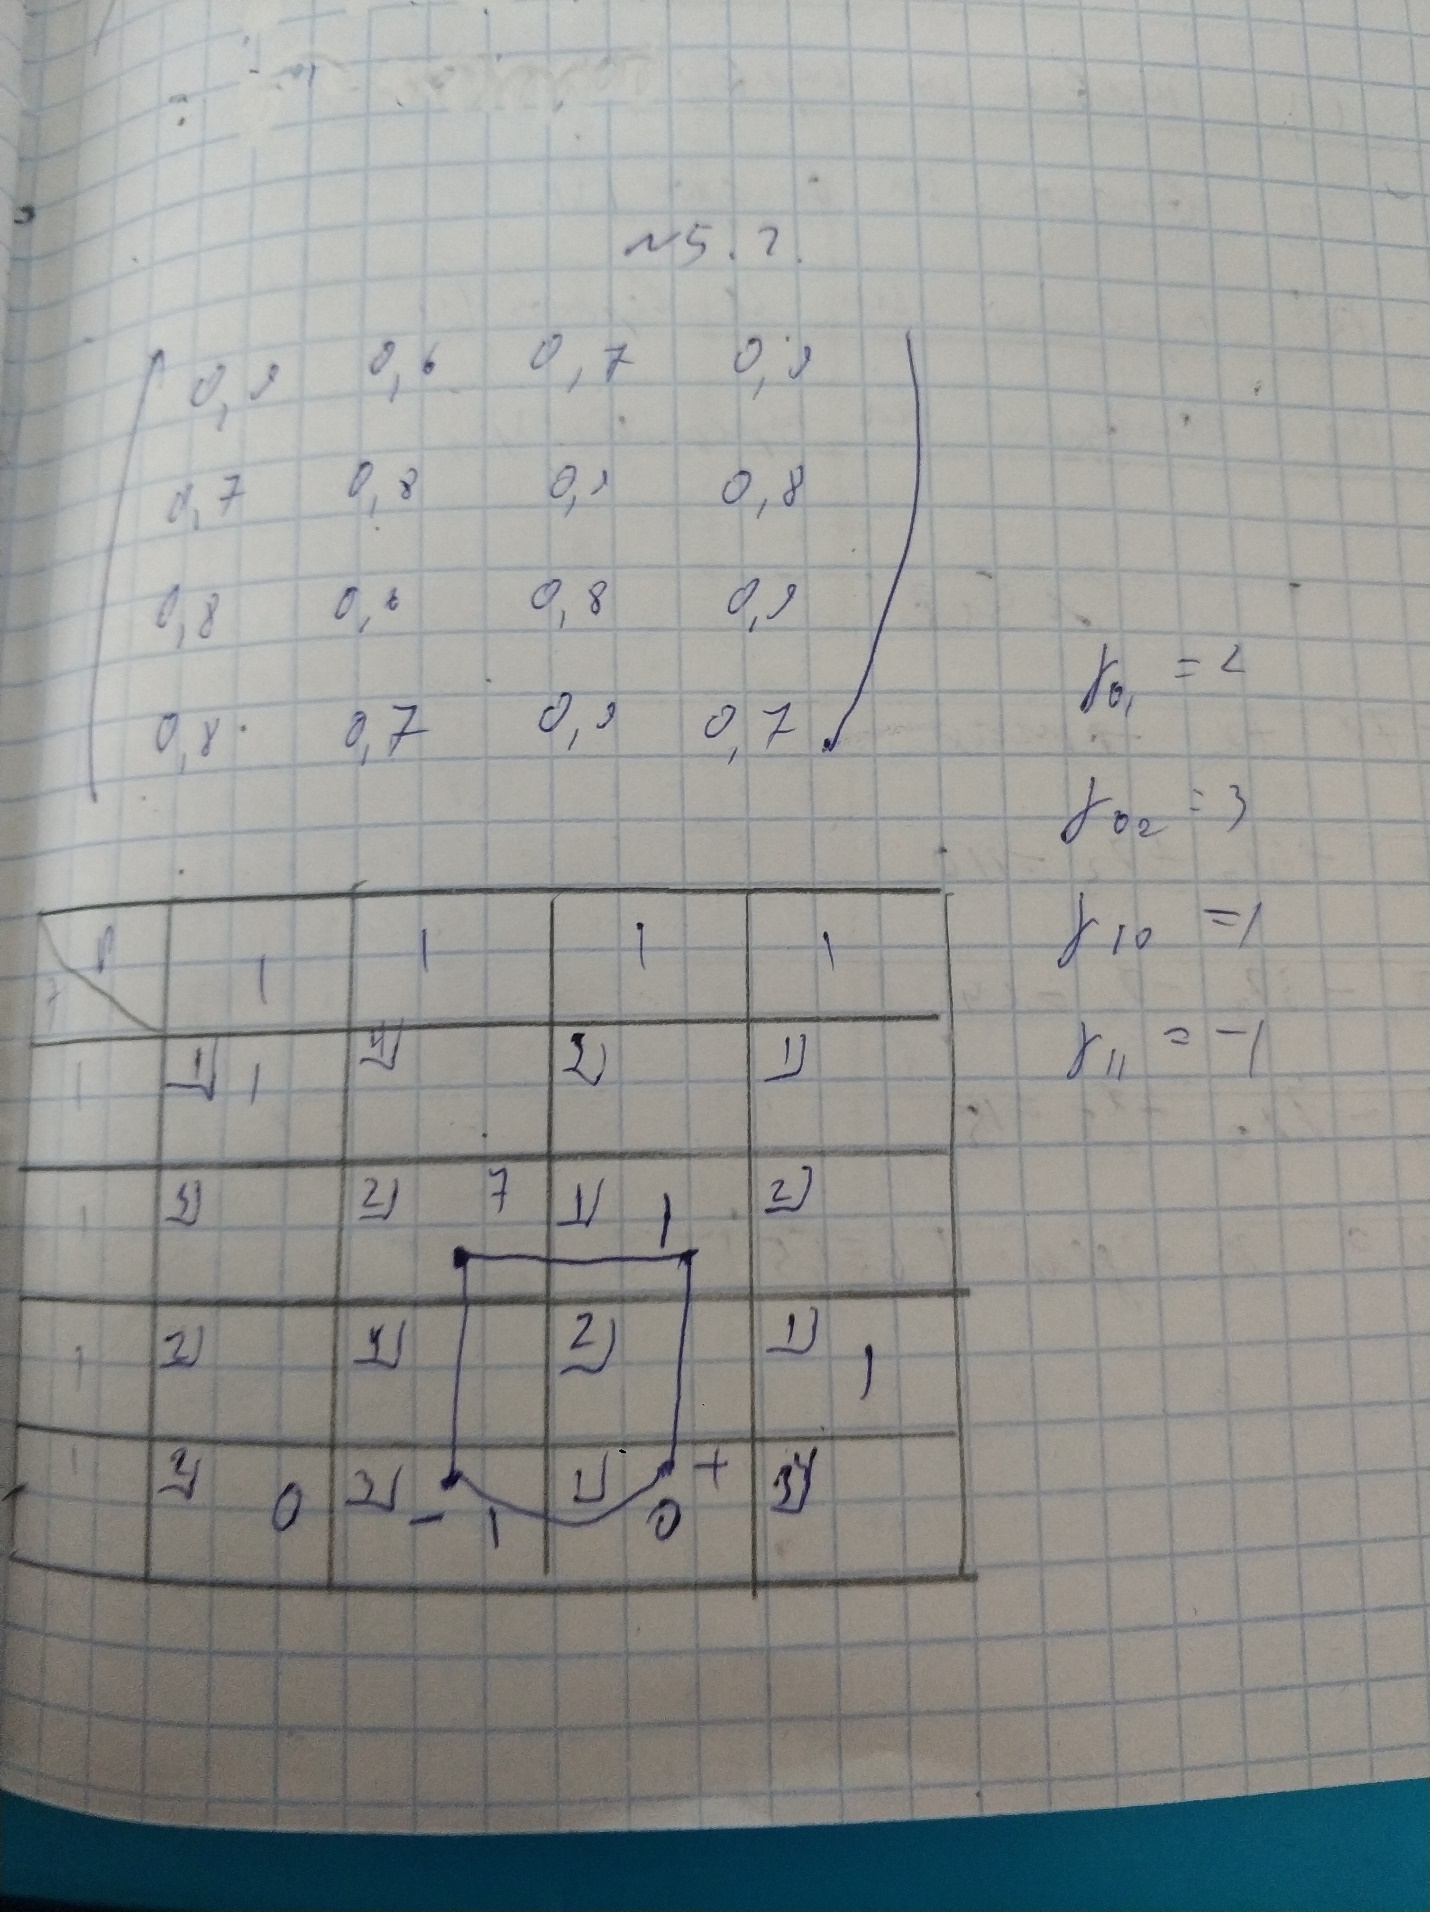 №5.2.
0,9 0,6 0,7 0,9
0,7 0,8 0,9 0,8
0,8 0,6 0,8 0,9
0,8 0,7 0,9 0,7
γ01 = 2
γ02 = 3
γ10 = 1
γ11 = -1
1 1 1 1
1 1 1 4 3 1
1 3 2 7 1 1 2
1 2 4 2 1 1
1 2 0 3 - 1 1 0 + 3